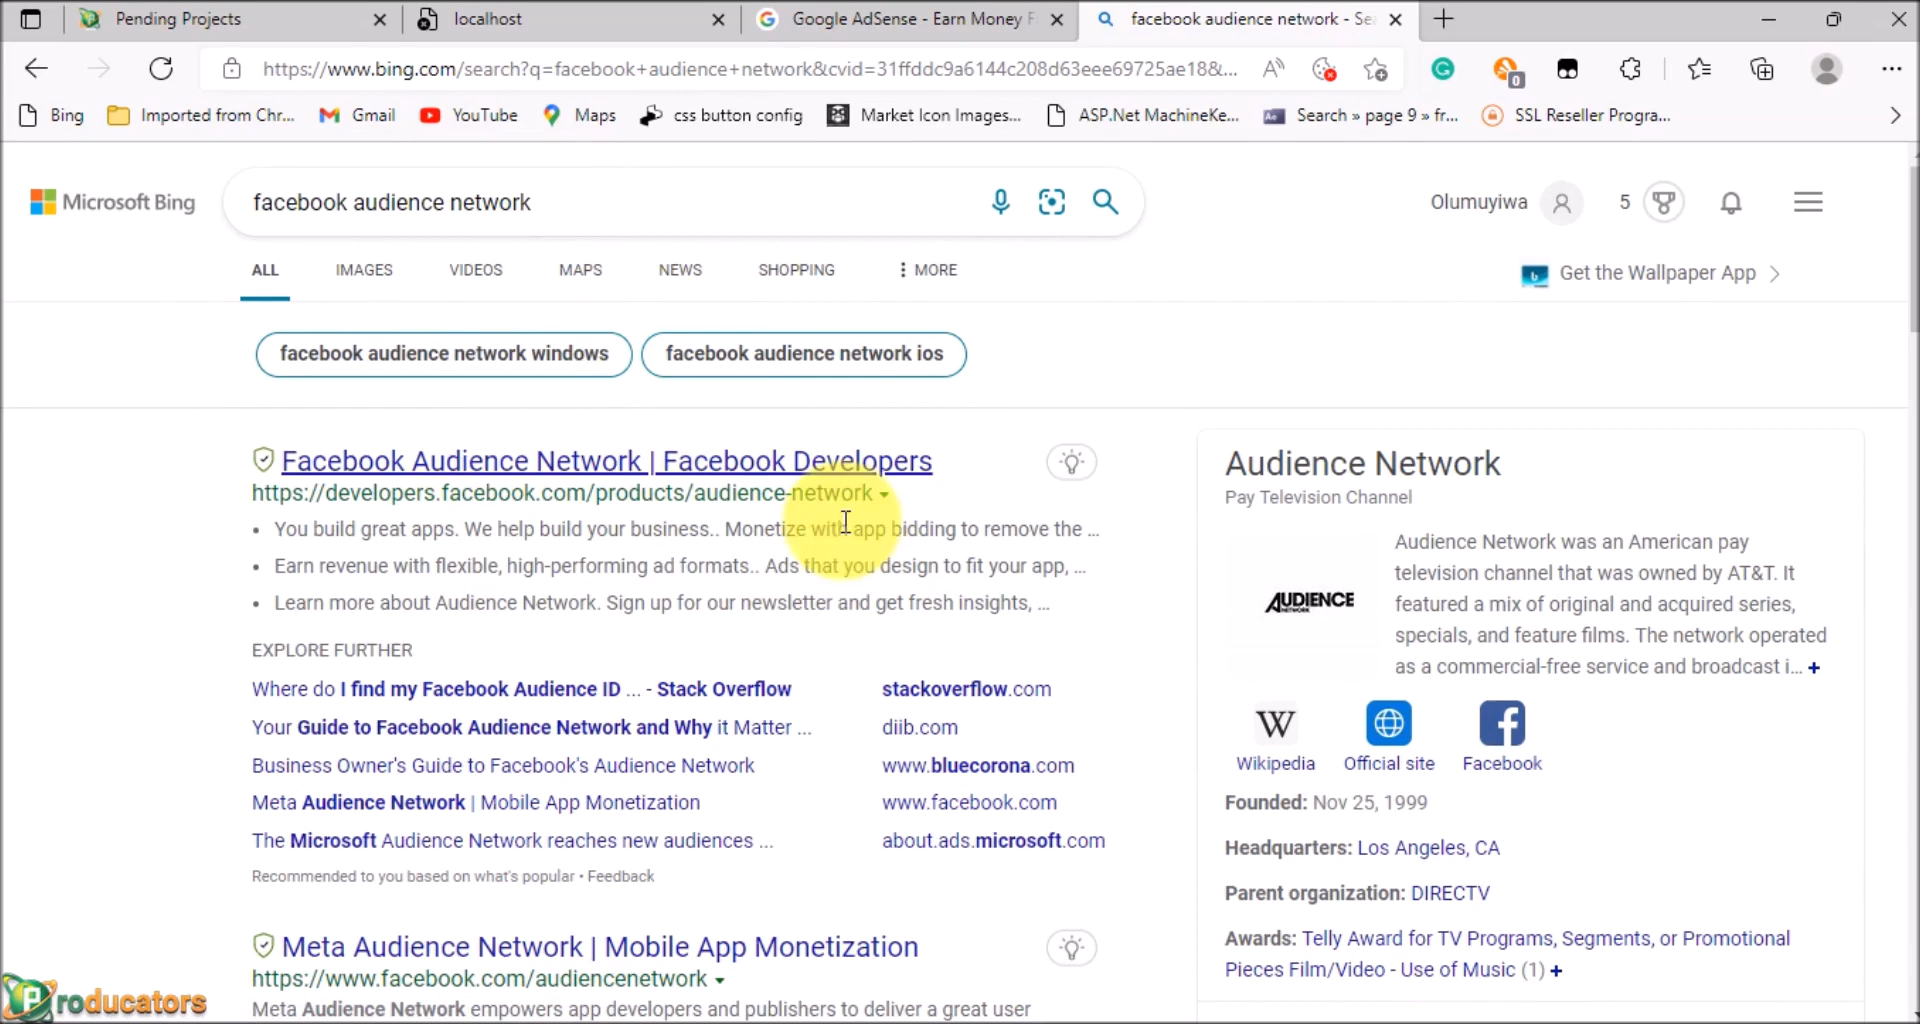 Pending Projects
localhost
Google AdSense - Earn Money F
facebook audience network - Se
https://www.bing.com/search?q=facebook+audience+network&cvid=31ffddc9a6144c208d63eee69725ae18&...
0
Bing
Imported from Chr...
Gmail
YouTube
Maps
css button config
Market Icon Images...
ASP.Net MachineKe...
Search » page 9 » fr...
SSL Reseller Progra...
Microsoft Bing
facebook audience network
Olumuyiwa
5
ALL
IMAGES
VIDEOS
MAPS
NEWS
SHOPPING
MORE
Get the Wallpaper App
facebook audience network windows
facebook audience network ios
Facebook Audience Network | Facebook Developers
https://developers.facebook.com/products/audience-network
• You build great apps. We help build your business.. Monetize with app bidding to remove the ...
• Earn revenue with flexible, high-performing ad formats.. Ads that you design to fit your app, ...
• Learn more about Audience Network. Sign up for our newsletter and get fresh insights, ...
EXPLORE FURTHER
Where do I find my Facebook Audience ID ... - Stack Overflow stackoverflow.com
Your Guide to Facebook Audience Network and Why it Matter ... diib.com
Business Owner's Guide to Facebook's Audience Network www.bluecorona.com
Meta Audience Network | Mobile App Monetization www.facebook.com
The Microsoft Audience Network reaches new audiences ... about.ads.microsoft.com
Recommended to you based on what's popular • Feedback
Meta Audience Network | Mobile App Monetization
https://www.facebook.com/audiencenetwork
Meta Audience Network empowers app developers and publishers to deliver a great user
Audience Network
Pay Television Channel
AUDIENCE
NETWORK
Audience Network was an American pay
television channel that was owned by AT&T. It
featured a mix of original and acquired series,
specials, and feature films. The network operated
as a commercial-free service and broadcast i... +
Wikipedia
Official site
Facebook
Founded: Nov 25, 1999
Headquarters: Los Angeles, CA
Parent organization: DIRECTV
Awards: Telly Award for TV Programs, Segments, or Promotional
Pieces Film/Video - Use of Music (1) +
Producators